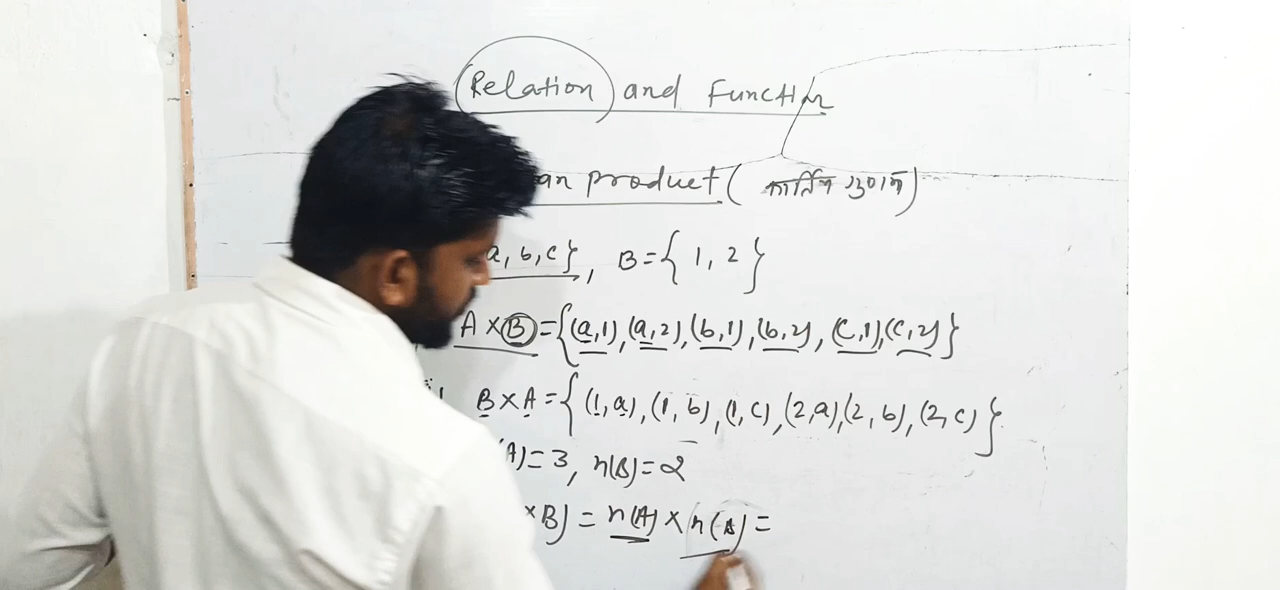 Relation and Function
an product (
a, b, c}, B={ 1, 2 }
A × B = {(a,1), (a,2), (b,1), (b,2), (c,1)(c,2)}
B × A = { (1, a), (1, b), (1, c), (2,a), (2, b), (2, c) }
(A)= 3, n(B)= 2
×B) = n(A) × n(A) =